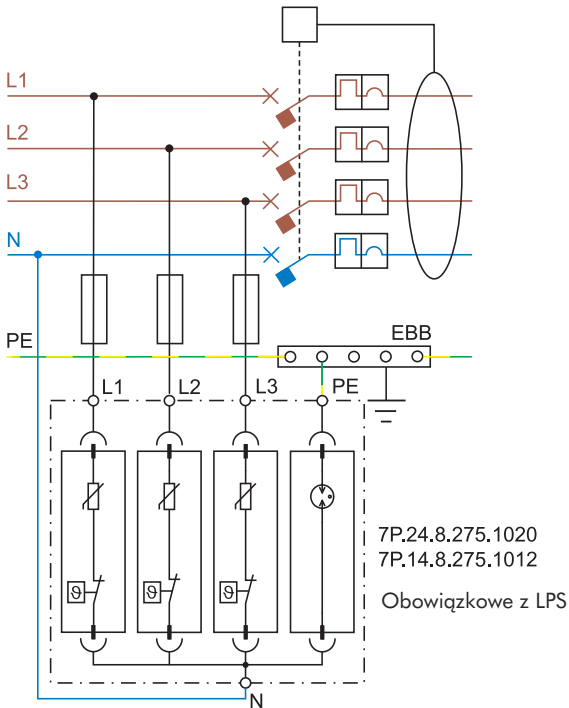 L1
L2
L3
N
PE
EBB
L1
L2
L3
PE
ϑ
ϑ
ϑ
7P.24.8.275.1020
7P.14.8.275.1012
Obowiązkowe z LPS
N